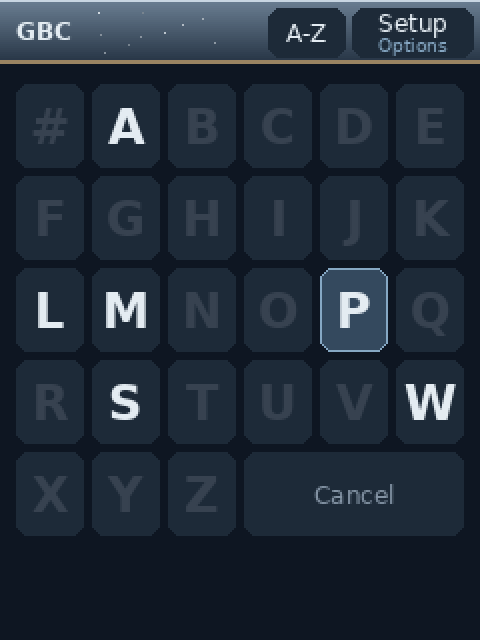 GBC
A-Z
Setup
Options
# A B C D E
F G H I J K
L M N O P Q
R S T U V W
X Y Z Cancel